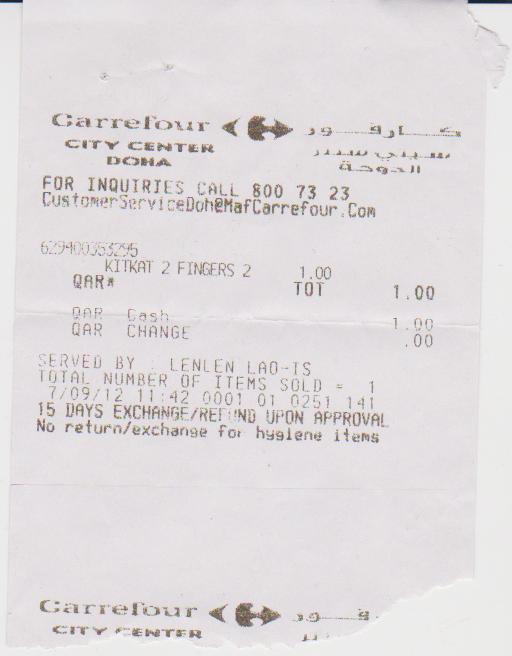 Carrefour كارفور
CITY CENTER سيتي سنتر
DOHA الدوحة
FOR INQUIRIES CALL 800 73 23
CustomerServiceDoh@MafCarrefour.Com
629400353295
KITKAT 2 FINGERS 2 1.00
QAR* TOT 1.00
QAR Cash 1.00
QAR CHANGE .00
SERVED BY : LENLEN LAO-IS
TOTAL NUMBER OF ITEMS SOLD = 1
7/09/12 11:42 0001 01 0251 141
15 DAYS EXCHANGE/REFUND UPON APPROVAL
No return/exchange for hygiene items
Carrefour
CITY CENTER